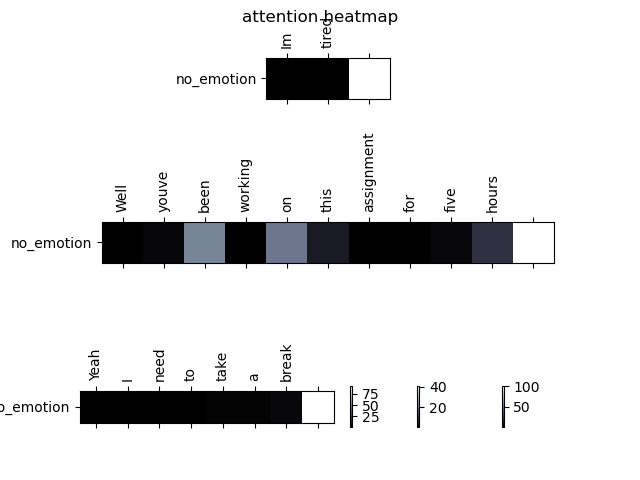 attention heatmap
Im tired
no_emotion
Well youve been working on this assignment for five hours
no_emotion
Yeah I need to take a break
o_emotion
75 50 25
40 20
100 50